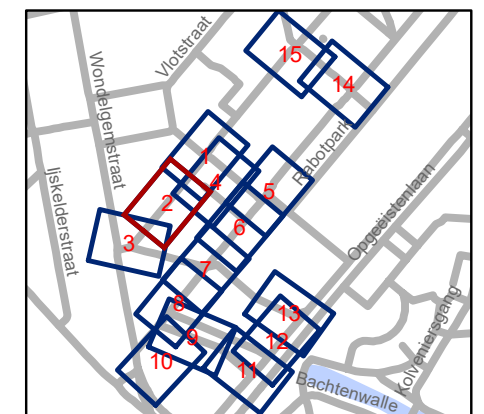 Vlotstraat
15
Wondelgemstraat
14
1
Rabotpark
4
5
Ijskelderstraat
2
Opgeëistenlaan
6
3
7
Kolveniersgang
8
13
9
12
10
11
Bachtenwalle